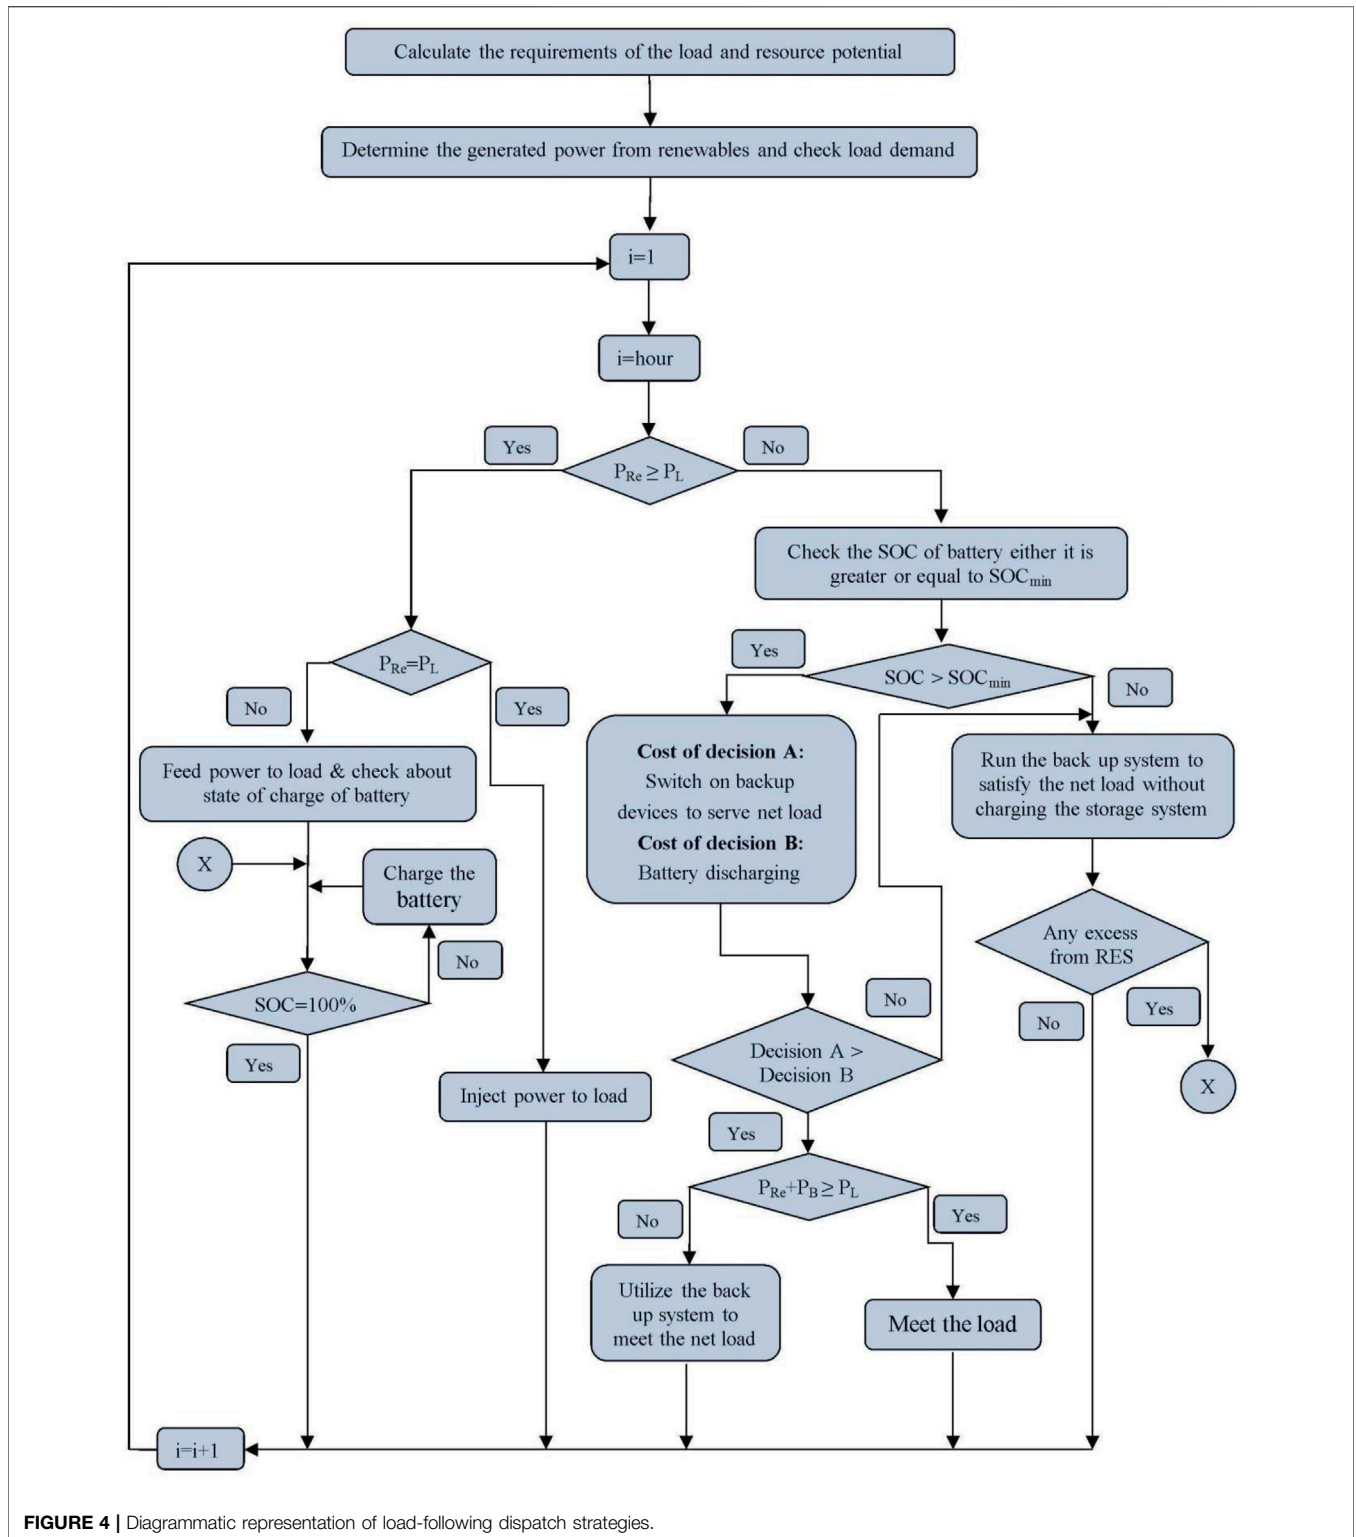 Calculate the requirements of the load and resource potential
Determine the generated power from renewables and check load demand
i=1
i=hour
Yes
No
P_Re ≥ P_L
Check the SOC of battery either it is
greater or equal to SOC_min
P_Re=P_L
Yes
SOC > SOC_min
No
No
Yes
Feed power to load & check about
state of charge of battery
Cost of decision A:
Switch on backup
devices to serve net load
Cost of decision B:
Battery discharging
Run the back up system to
satisfy the net load without
charging the storage system
X
Charge the
battery
No
SOC=100%
Yes
Any excess
from RES
No
Yes
No
X
Decision A >
Decision B
Inject power to load
Yes
P_Re+P_B ≥ P_L
No
Yes
Utilize the back
up system to
meet the net load
Meet the load
i=i+1
FIGURE 4 | Diagrammatic representation of load-following dispatch strategies.